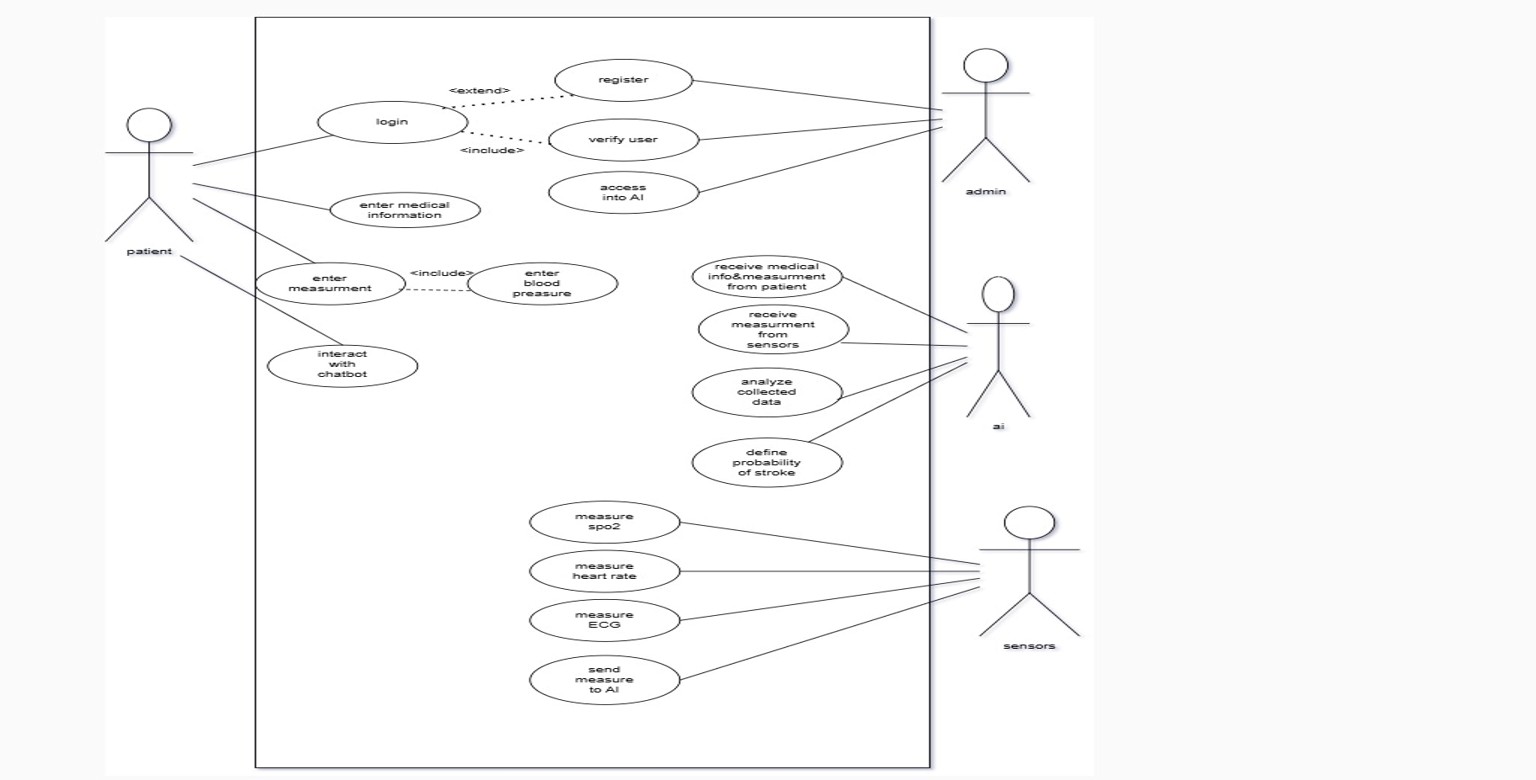 register
<extend>
login
verify user
<include>
access
into AI
admin
enter medical
information
patient
enter
measurment
<include>
enter
blood
preasure
receive medical
info&measurment
from patient
receive
measurment
from
sensors
interact
with
chatbot
analyze
collected
data
ai
define
probability
of stroke
measure
spo2
measure
heart rate
measure
ECG
sensors
send
measure
to AI